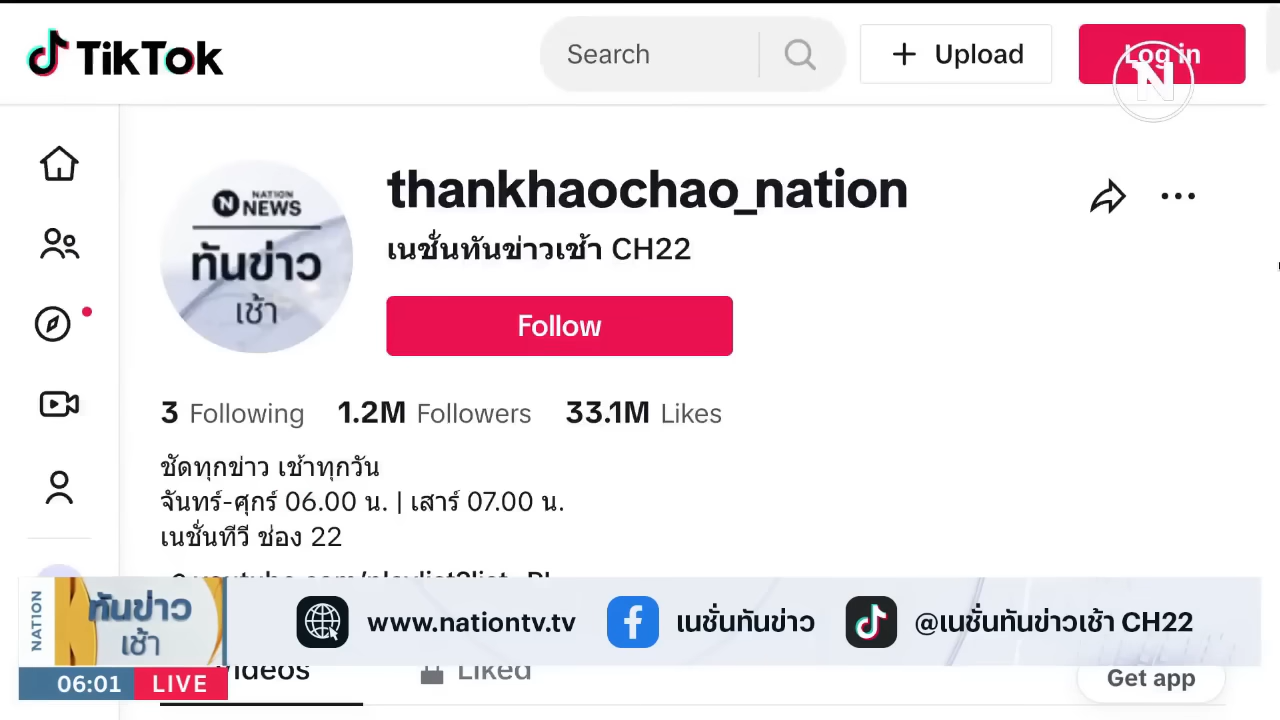 TikTok
Search
Upload
Log in
N
NATION
NEWS
ทันข่าว
เช้า
thankhaochao_nation
เนชั่นทันข่าวเช้า CH22
Follow
3 Following 1.2M Followers 33.1M Likes
ชัดทุกข่าว เช้าทุกวัน
จันทร์-ศุกร์ 06.00 น. | เสาร์ 07.00 น.
เนชั่นทีวี ช่อง 22
NATION
ทันข่าว
เช้า
www.nationtv.tv
เนชั่นทันข่าว
@เนชั่นทันข่าวเช้า CH22
06:01 LIVE
Videos
Liked
Get app